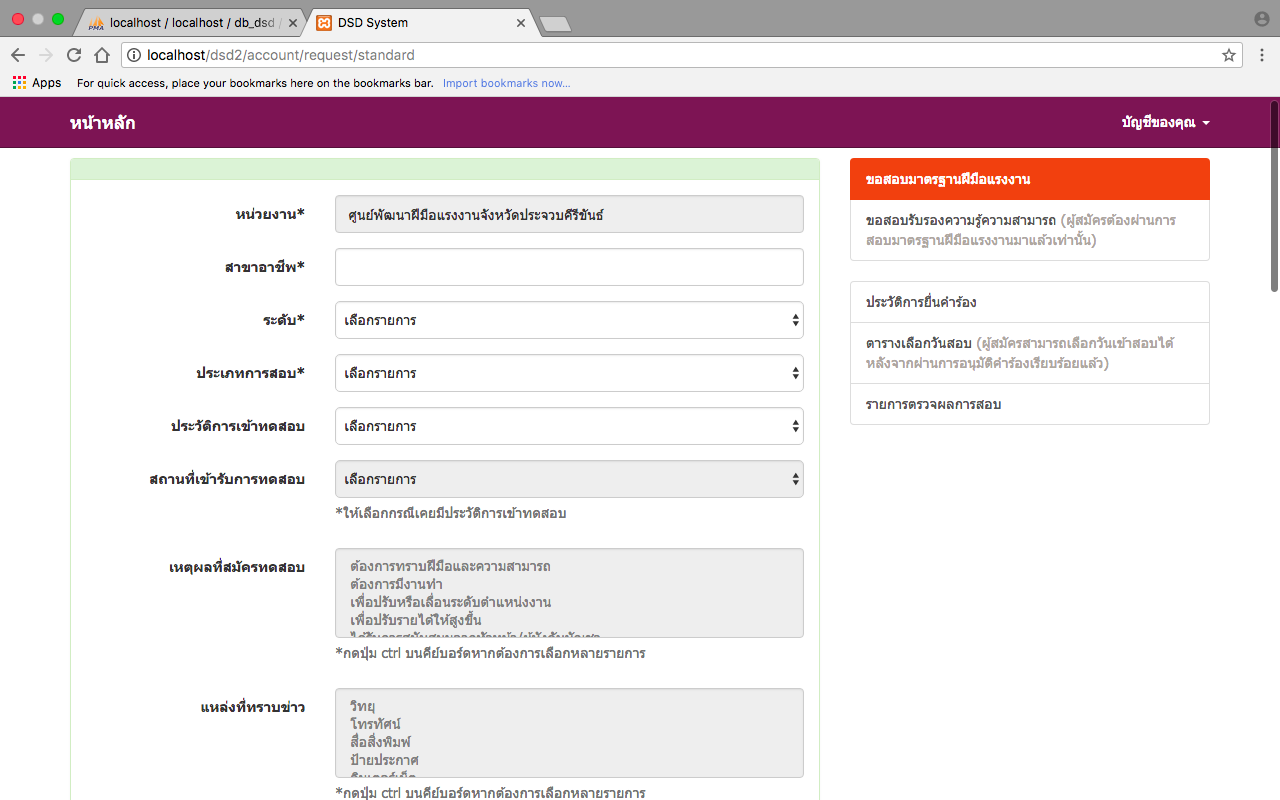 localhost / localhost / db_dsd
DSD System
localhost/dsd2/account/request/standard
Apps
For quick access, place your bookmarks here on the bookmarks bar. Import bookmarks now...
หน้าหลัก
บัญชีของคุณ
หน่วยงาน*
ศูนย์พัฒนาฝีมือแรงงานจังหวัดประจวบคีรีขันธ์
สาขาอาชีพ*
ระดับ*
เลือกรายการ
ประเภทการสอบ*
เลือกรายการ
ประวัติการเข้าทดสอบ
เลือกรายการ
สถานที่เข้ารับการทดสอบ
เลือกรายการ
*ให้เลือกกรณีเคยมีประวัติการเข้าทดสอบ
เหตุผลที่สมัครทดสอบ
ต้องการทราบฝีมือและความสามารถ
ต้องการมีงานทำ
เพื่อปรับหรือเลื่อนระดับตำแหน่งงาน
เพื่อปรับรายได้ให้สูงขึ้น
*กดปุ่ม ctrl บนคีย์บอร์ดหากต้องการเลือกหลายรายการ
แหล่งที่ทราบข่าว
วิทยุ
โทรทัศน์
สื่อสิ่งพิมพ์
ป้ายประกาศ
*กดปุ่ม ctrl บนคีย์บอร์ดหากต้องการเลือกหลายรายการ
ขอสอบมาตรฐานฝีมือแรงงาน
ขอสอบรับรองความรู้ความสามารถ (ผู้สมัครต้องผ่านการ
สอบมาตรฐานฝีมือแรงงานมาแล้วเท่านั้น)
ประวัติการยื่นคำร้อง
ตารางเลือกวันสอบ (ผู้สมัครสามารถเลือกวันเข้าสอบได้
หลังจากผ่านการอนุมัติคำร้องเรียบร้อยแล้ว)
รายการตรวจผลการสอบ